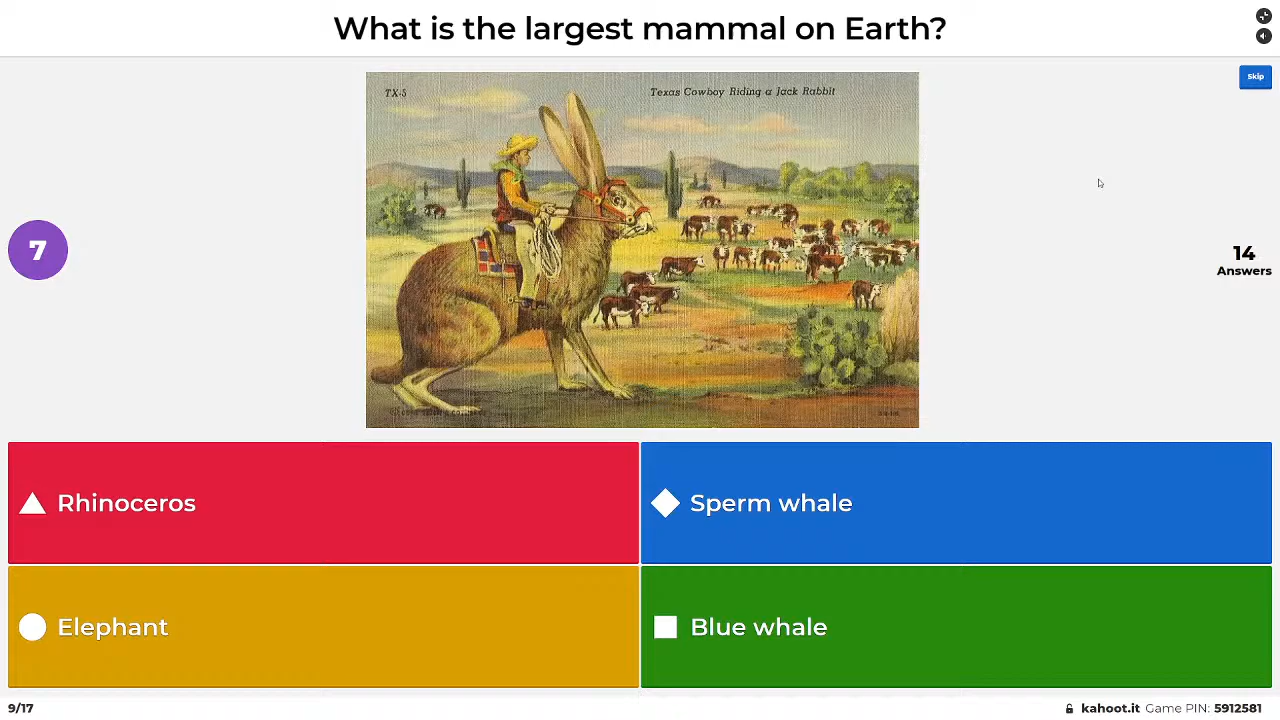 What is the largest mammal on Earth?
Skip
TX-5
Texas Cowboy Riding a Jack Rabbit
7
14
Answers
Rhinoceros
Sperm whale
Elephant
Blue whale
9/17
kahoot.it Game PIN: 5912581